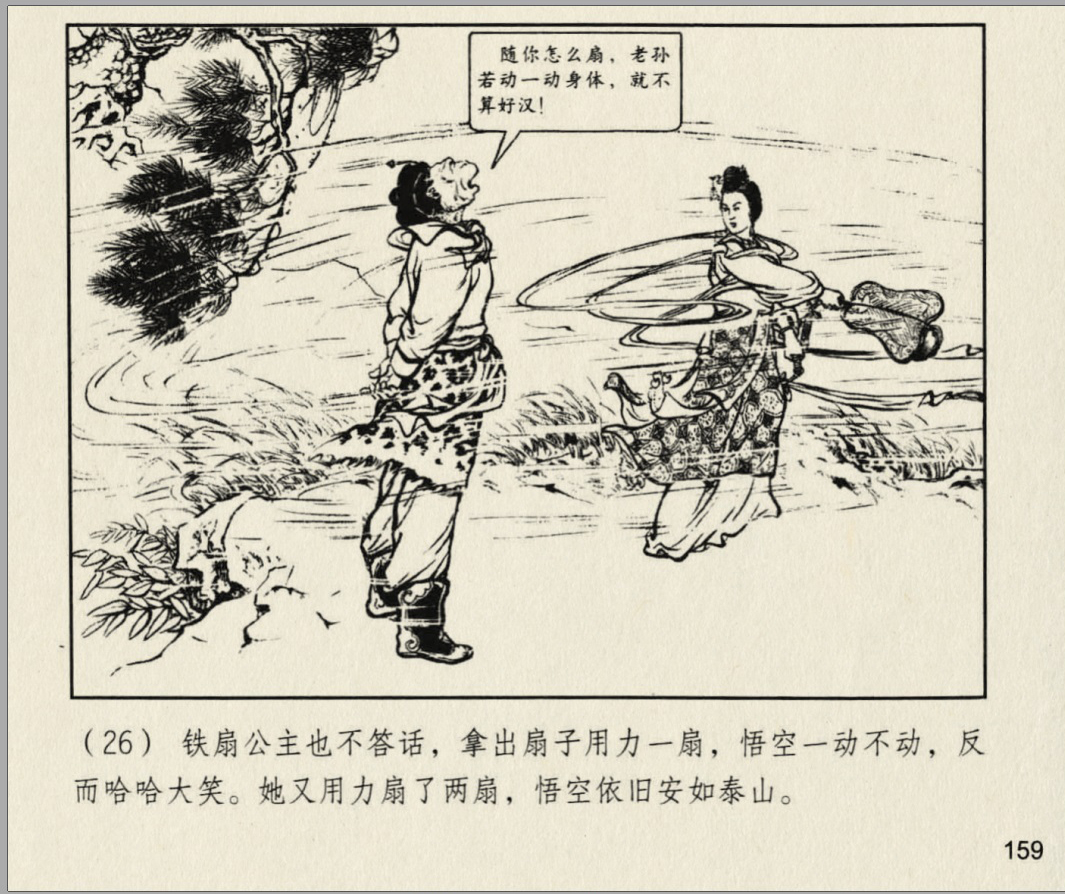 随你怎么扇，老孙
若动一动身体，就不
算好汉！
（26） 铁扇公主也不答话，拿出扇子用力一扇，悟空一动不动，反
而哈哈大笑。她又用力扇了两扇，悟空依旧安如泰山。
159